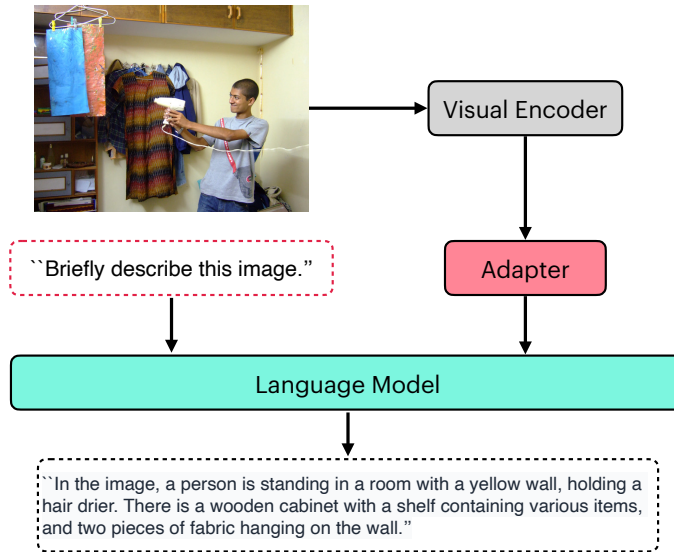 Visual Encoder
``Briefly describe this image.”
Adapter
Language Model
``In the image, a person is standing in a room with a yellow wall, holding a
hair drier. There is a wooden cabinet with a shelf containing various items,
and two pieces of fabric hanging on the wall.”